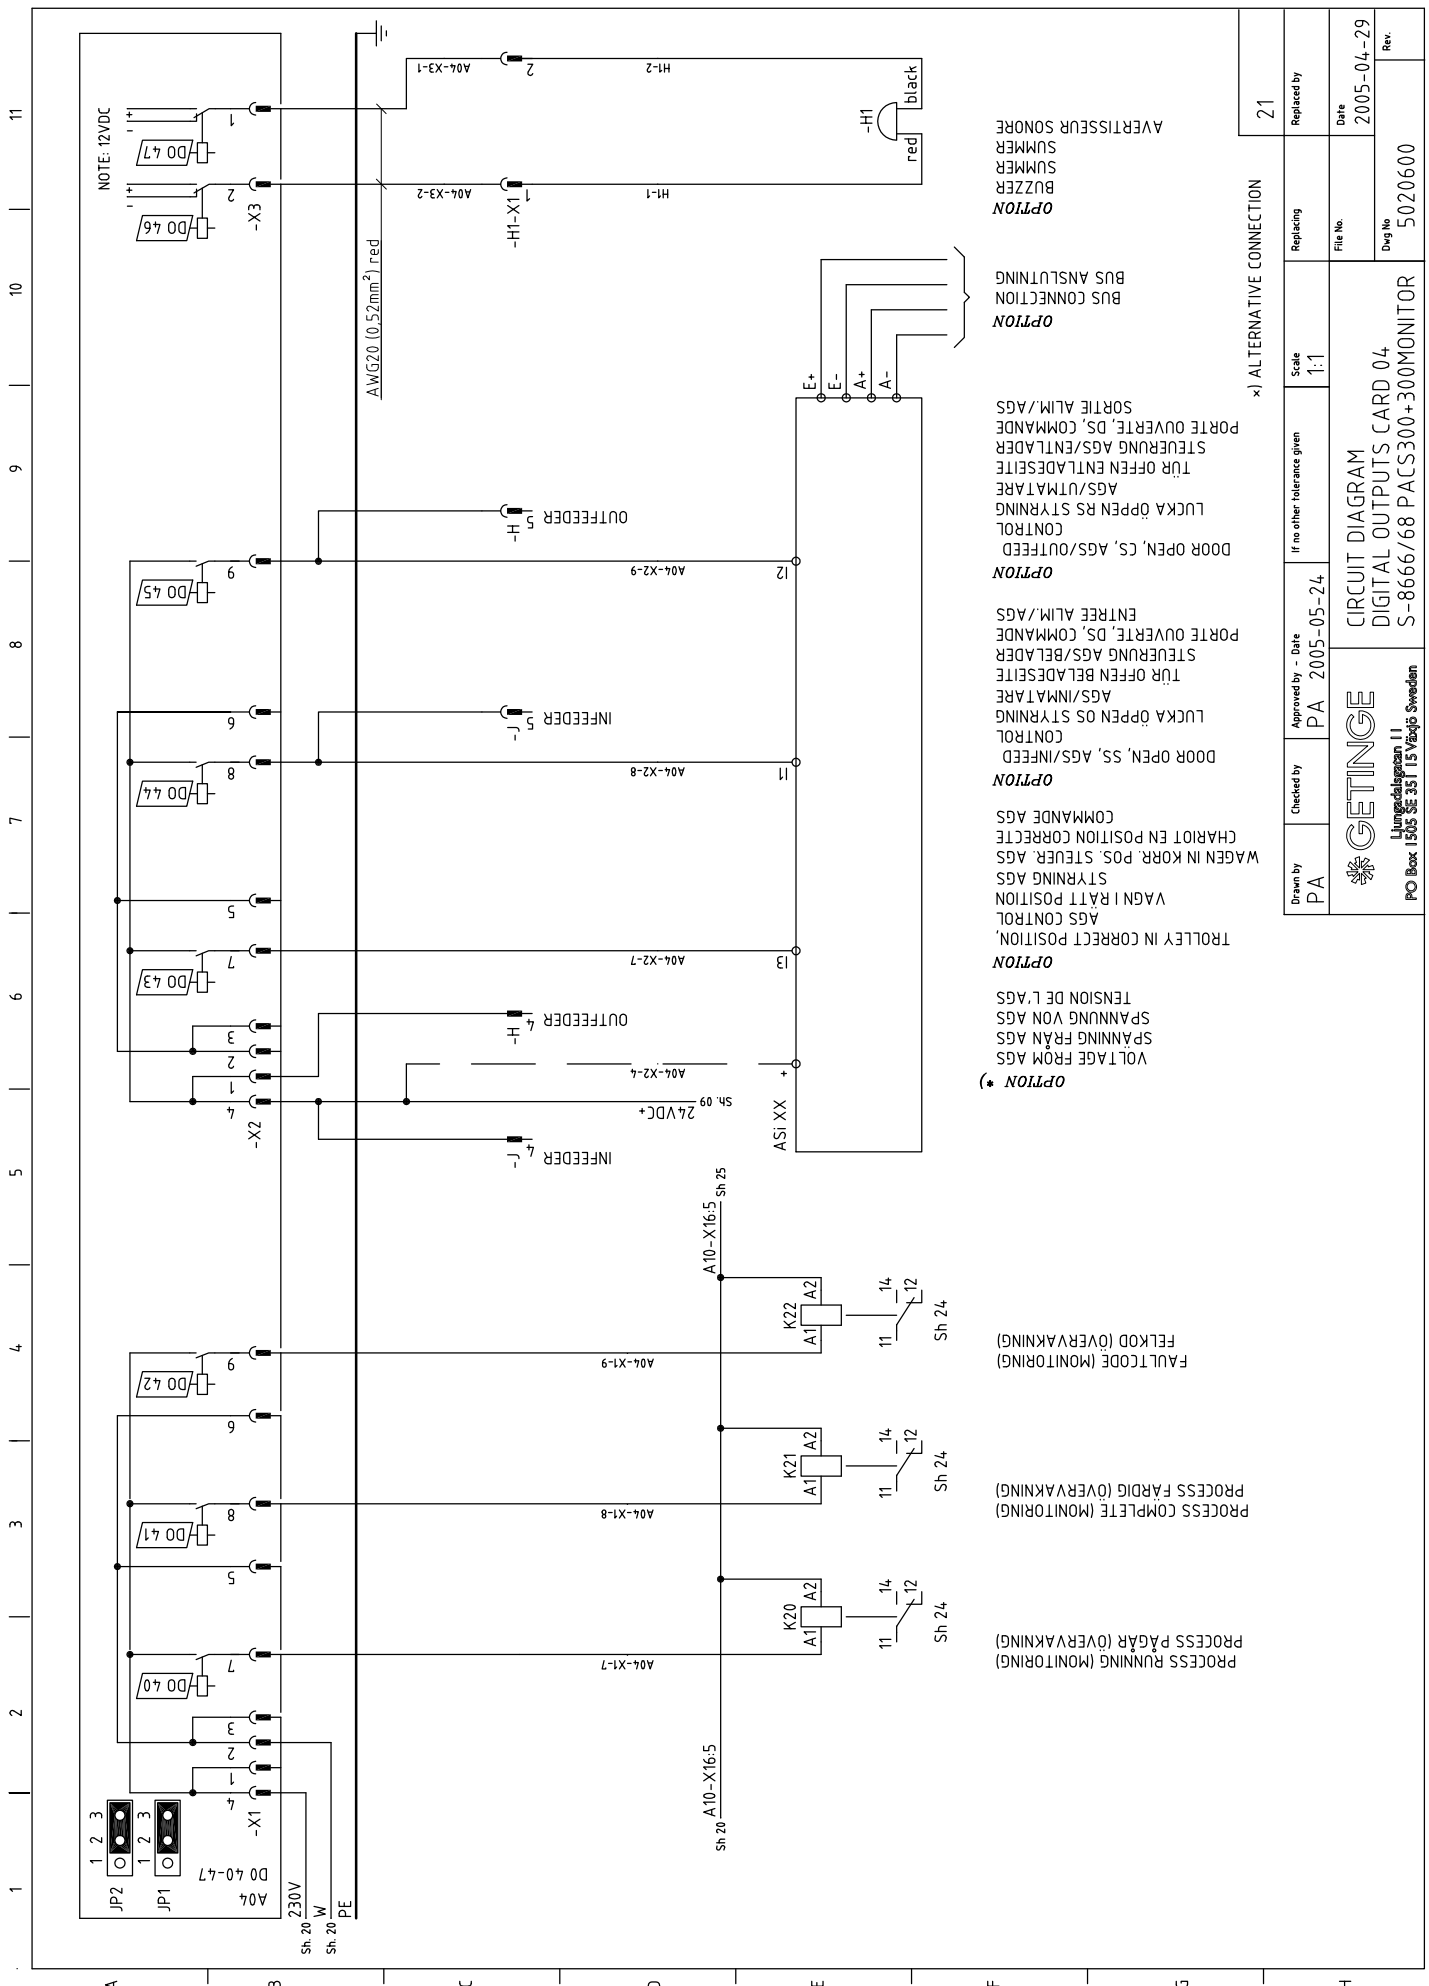 1
2
3
4
5
6
7
8
9
10
11
A04
DO 40-47
JP2
1 2 3
JP1
1 2 3
-X1
4
1
2
3
Sh. 20
230V
Sh. 20
W
PE
DO 40
7
5
DO 41
8
6
DO 42
9
-X2
4
1
2
3
DO 43
7
5
DO 44
8
6
DO 45
9
-X3
DO 46
2
DO 47
1
NOTE: 12VDC
+
-
+
-
AWG20 (0,52mm²) red
A04-X1-7
A04-X1-8
A04-X1-9
Sh 20
A10-X16:5
A10-X16:5
Sh 25
K20
A1
A2
11
14
12
Sh 24
K21
A1
A2
11
14
12
Sh 24
K22
A1
A2
11
14
12
Sh 24
PROCESS RUNNING (MONITORING)
PROCESS PÅGÅR (ÖVERVAKNING)
PROCESS COMPLETE (MONITORING)
PROCESS FÄRDIG (ÖVERVAKNING)
FAULTCODE (MONITORING)
FELKOD (ÖVERVAKNING)
-J
4
INFEEDER
24VDC+
Sh. 09
A04-X2-4
-H
4
OUTFEEDER
A04-X2-7
A04-X2-8
-J
5
INFEEDER
A04-X2-9
-H
5
OUTFEEDER
ASi XX
+
I3
I1
I2
E+
E-
A+
A-
A04-X3-2
A04-X3-1
-H1-X1
1
2
H1-1
H1-2
-H1
red
black
OPTION *)
VOLTAGE FROM AGS
SPÄNNING FRÅN AGS
SPANNUNG VON AGS
TENSION DE L'AGS
OPTION
TROLLEY IN CORRECT POSITION,
AGS CONTROL
VAGN I RÄTT POSITION
STYRNING AGS
WAGEN IN KORR. POS. STEUER. AGS
CHARIOT EN POSITION CORRECTE
COMMANDE AGS
OPTION
DOOR OPEN, SS, AGS/INFEED
CONTROL
LUCKA ÖPPEN OS STYRNING
AGS/INMATARE
TÜR OFFEN BELADESEITE
STEUERUNG AGS/BELADER
PORTE OUVERTE, DS, COMMANDE
ENTREE ALIM./AGS
OPTION
DOOR OPEN, CS, AGS/OUTFEED
CONTROL
LUCKA ÖPPEN RS STYRNING
AGS/UTMATARE
TÜR OFFEN ENTLADESEITE
STEUERUNG AGS/ENTLADER
PORTE OUVERTE, DS, COMMANDE
SORTIE ALIM./AGS
OPTION
BUS CONNECTION
BUS ANSLUTNING
OPTION
BUZZER
SUMMER
SUMMER
AVERTISSEUR SONORE
×) ALTERNATIVE CONNECTION
21
Drawn by
PA
Checked by
Approved by - Date
PA 2005-05-24
If no other tolerance given
Scale
1:1
Replacing
Replaced by
GETINGE
Ljungadalsgatan 11
PO Box 1505 SE 351 15 Växjö Sweden
CIRCUIT DIAGRAM
DIGITAL OUTPUTS CARD 04
S-8666/68 PACS300+300MONITOR
File No.
Date
2005-04-29
Dwg No
5020600
Rev.